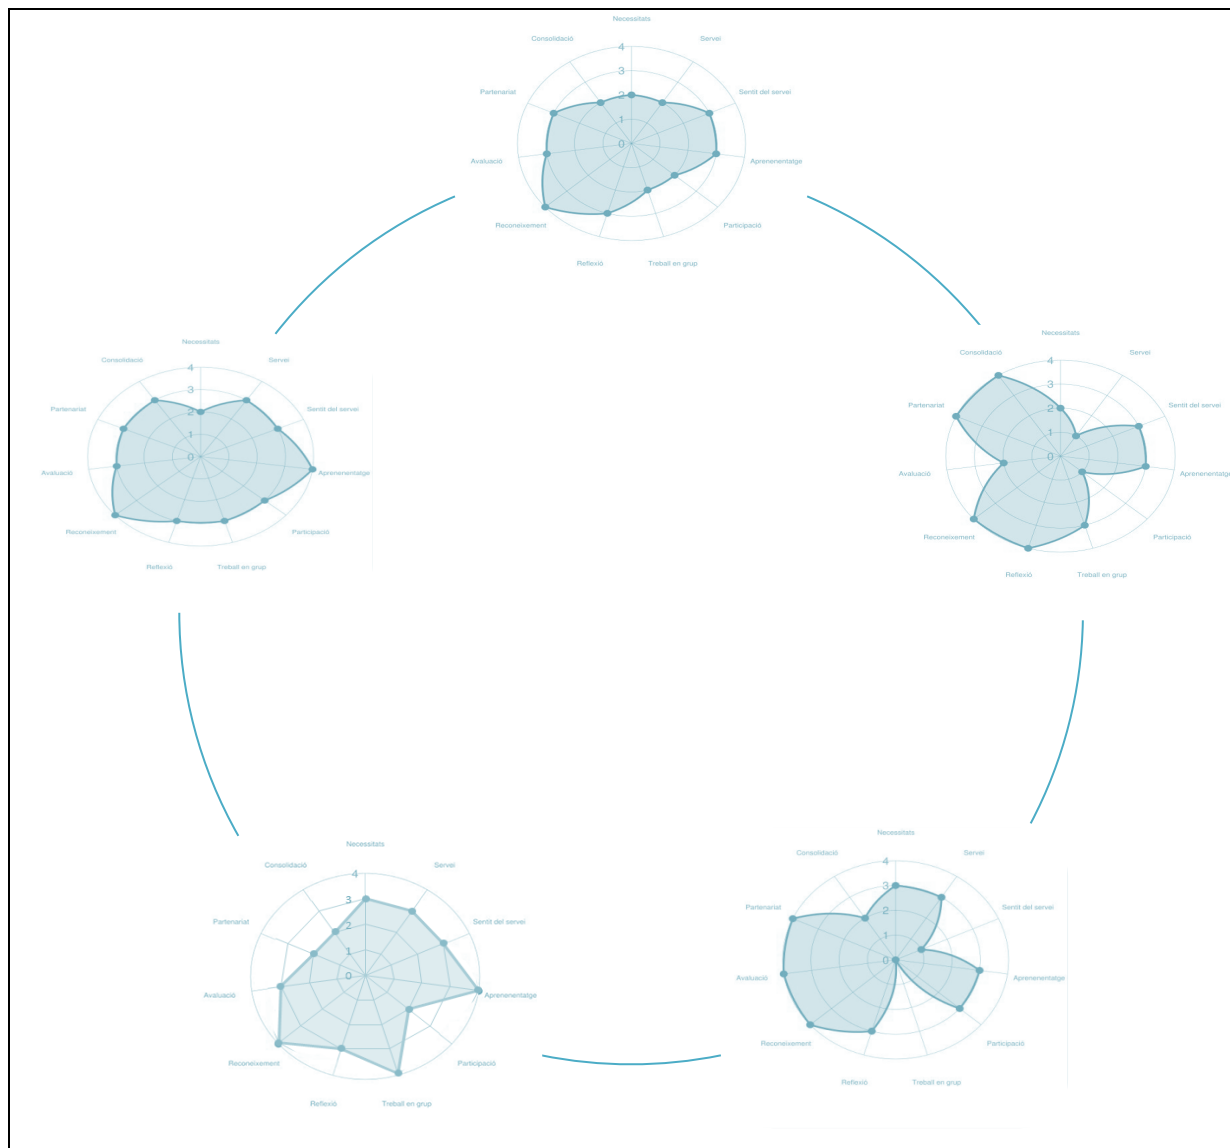 Necessitats
Consolidació
Servei
4
3
Partenariat
Sentit del servei
2
1
0
Avaluació
Aprenenentatge
Reconeixement
Participació
Reflexió
Treball en grup
Necessitats
Consolidació
Servei
4
3
Partenariat
Sentit del servei
2
1
0
Avaluació
Aprenenentatge
Reconeixement
Participació
Reflexió
Treball en grup
Necessitats
Consolidació
Servei
4
3
Partenariat
Sentit del servei
2
1
0
Avaluació
Aprenenentatge
Reconeixement
Participació
Reflexió
Treball en grup
Necessitats
Consolidació
Servei
4
3
Partenariat
Sentit del servei
2
1
0
Avaluació
Aprenenentatge
Reconeixement
Participació
Reflexió
Treball en grup
Necessitats
Consolidació
Servei
4
3
Partenariat
Sentit del servei
2
1
0
Avaluació
Aprenenentatge
Reconeixement
Participació
Reflexió
Treball en grup